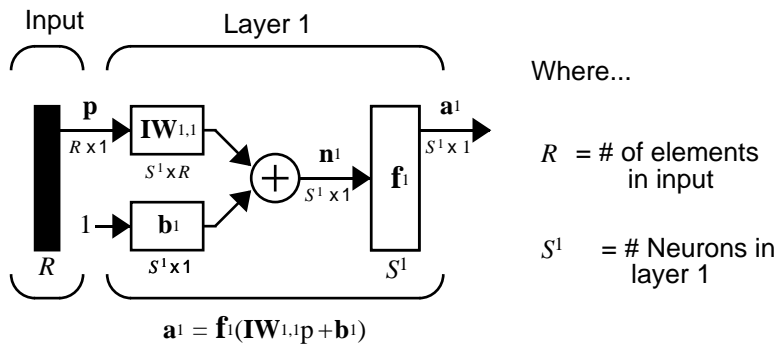 Input
Layer 1
p
R x 1
IW1,1
S1 x R
1
b1
S1 x 1
n1
S1 x 1
f1
a1
S1 x 1
R
S1
a1 = f1(IW1,1p +b1)
Where...
R = # of elements
in input
S1 = # Neurons in
layer 1